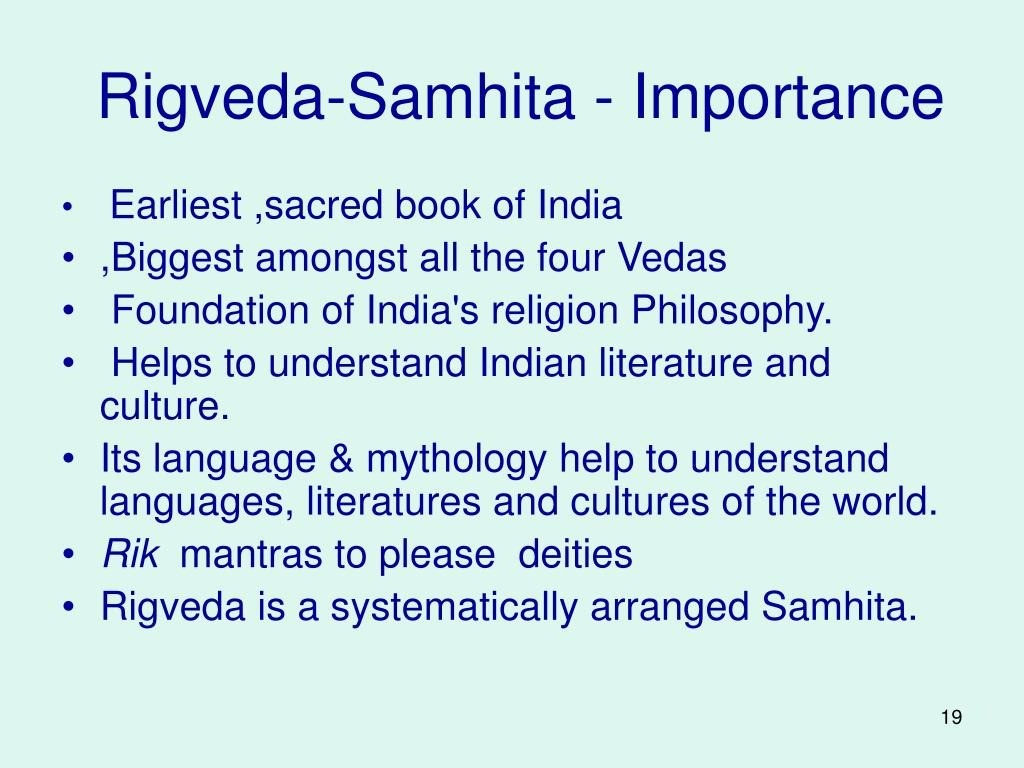 Rigveda-Samhita - Importance
• Earliest ,sacred book of India
• ,Biggest amongst all the four Vedas
• Foundation of India's religion Philosophy.
• Helps to understand Indian literature and
culture.
• Its language & mythology help to understand
languages, literatures and cultures of the world.
• Rik mantras to please deities
• Rigveda is a systematically arranged Samhita.
19